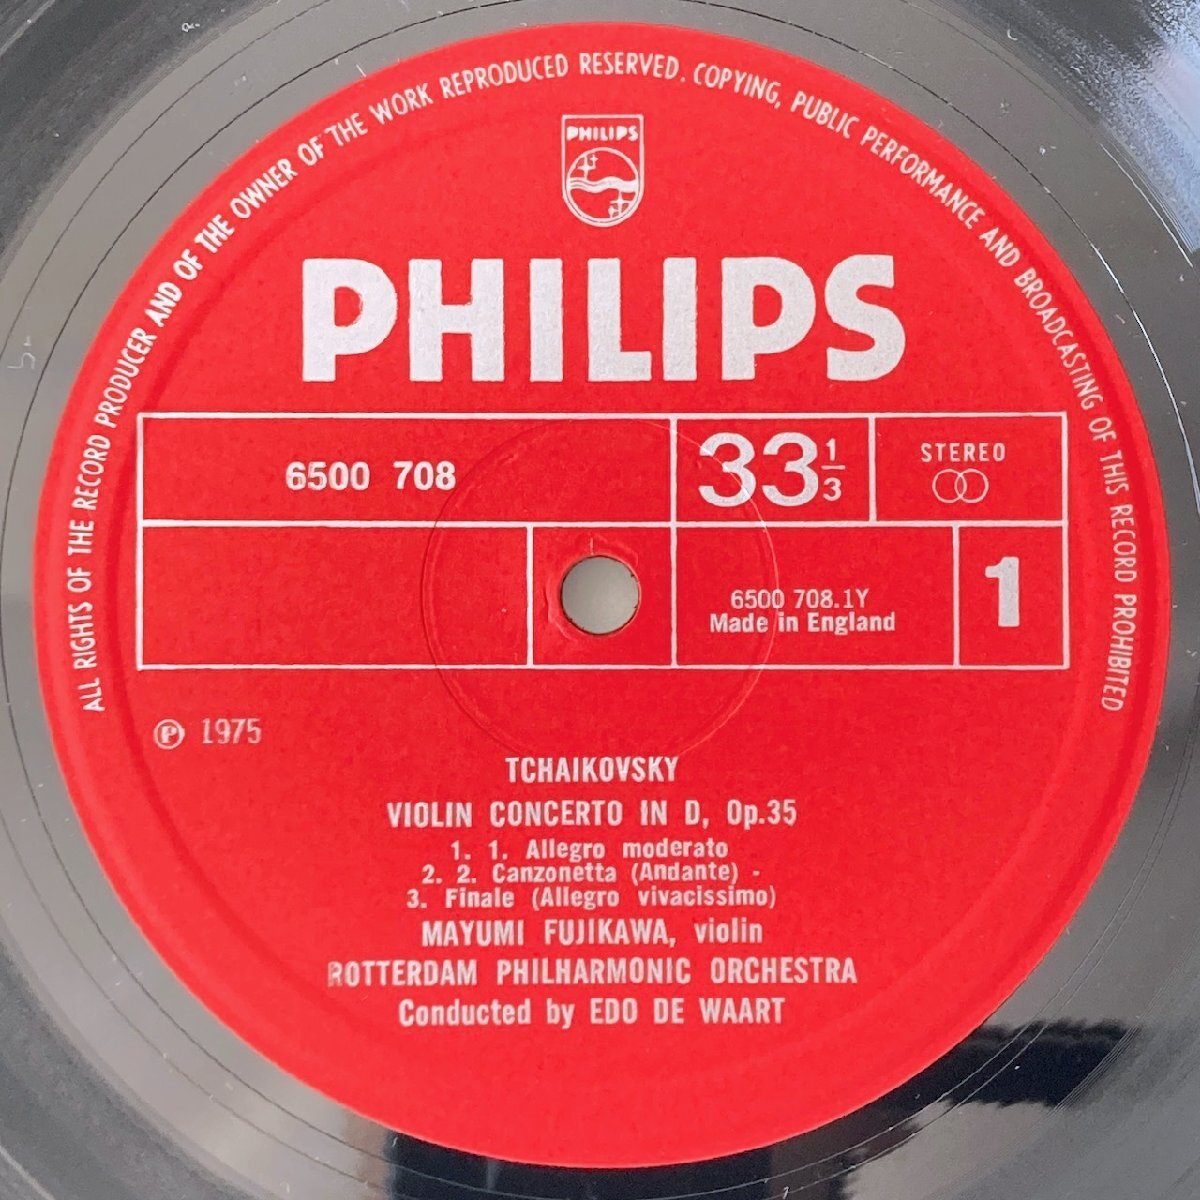 ALL RIGHTS OF THE RECORD PRODUCER AND OF THE OWNER OF THE WORK REPRODUCED RESERVED. COPYING, PUBLIC PERFORMANCE AND BROADCASTING OF THIS RECORD PROHIBITED
PHILIPS
PHILIPS
6500 708
33 1/3
STEREO
6500 708.1Y
Made in England
1
℗ 1975
TCHAIKOVSKY
VIOLIN CONCERTO IN D, Op.35
1. 1. Allegro moderato
2. 2. Canzonetta (Andante) -
3. Finale (Allegro vivacissimo)
MAYUMI FUJIKAWA, violin
ROTTERDAM PHILHARMONIC ORCHESTRA
Conducted by EDO DE WAART